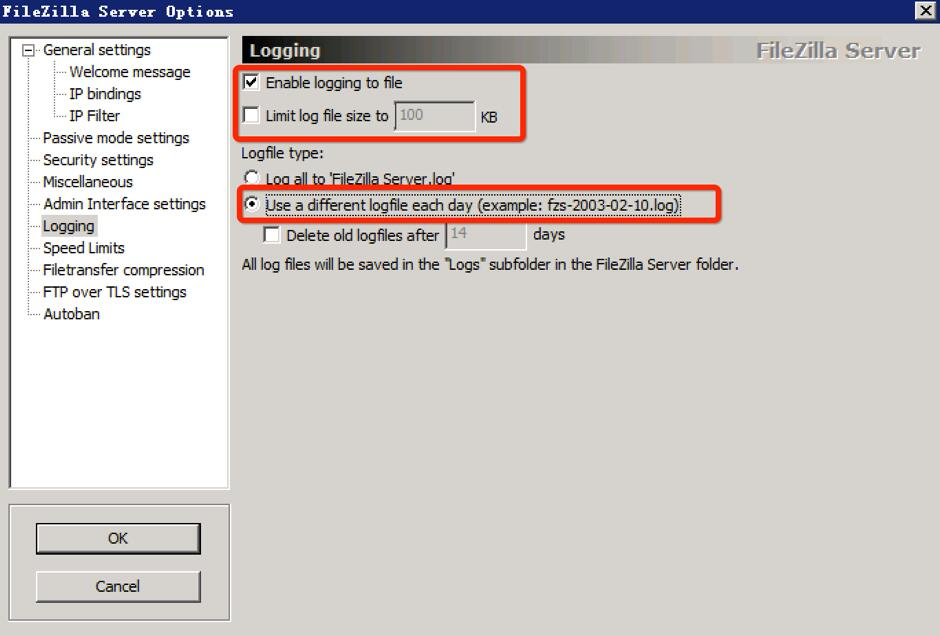 FileZilla Server Options
General settings
Welcome message
IP bindings
IP Filter
Passive mode settings
Security settings
Miscellaneous
Admin Interface settings
Logging
Speed Limits
Filetransfer compression
FTP over TLS settings
Autoban
OK
Cancel
Logging
FileZilla Server
Enable logging to file
Limit log file size to 100 KB
Logfile type:
Log all to 'FileZilla Server.log'
Use a different logfile each day (example: fzs-2003-02-10.log)
Delete old logfiles after 14 days
All log files will be saved in the "Logs" subfolder in the FileZilla Server folder.